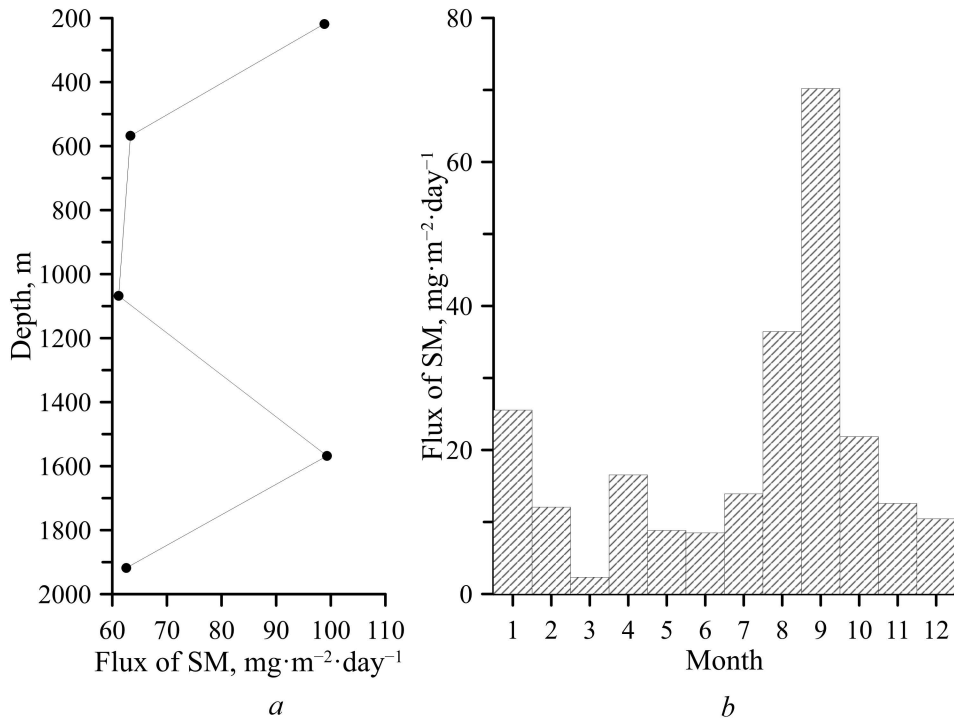 200
400
600
200
1000
1200
1400
1600
1800
2000
Depth, m
60 70 80 90 100 110
Flux of SM, mg·m⁻²·day⁻¹
a
80
60
40
20
0
Flux of SM, mg·m⁻²·day⁻¹
1 2 3 4 5 6 7 8 9 10 11 12
Month
b